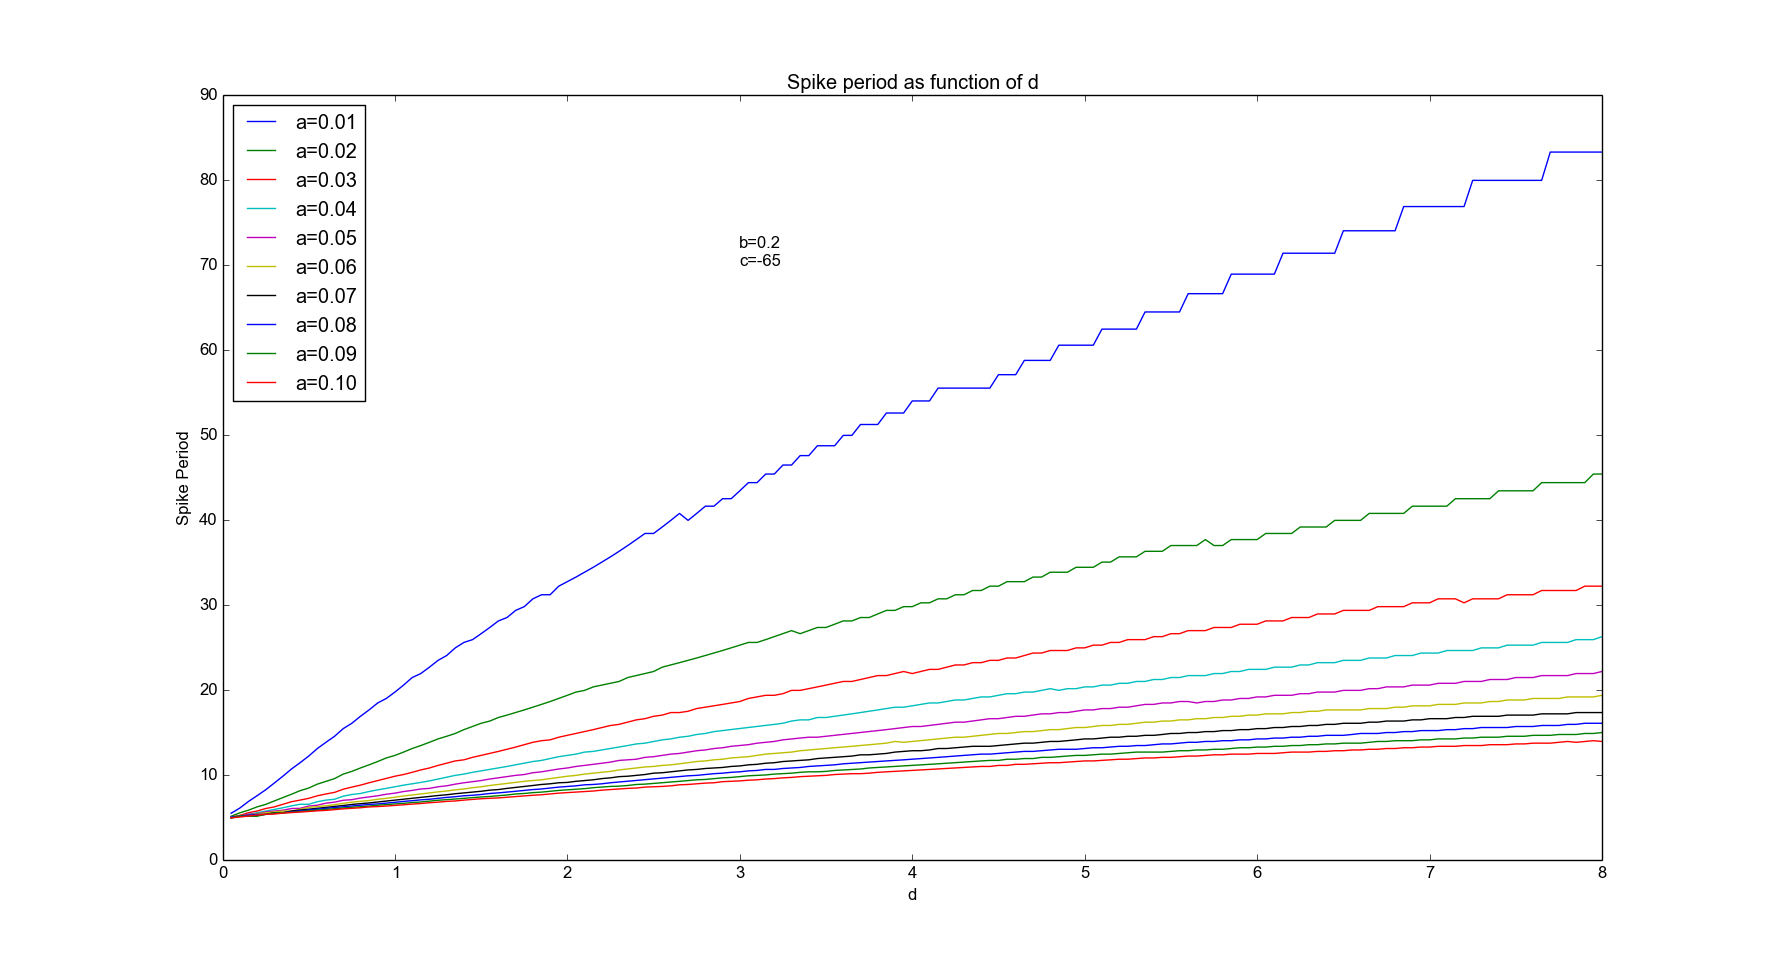 Spike period as function of d
90
80
70
60
50
40
30
20
10
0
Spike Period
a=0.01
a=0.02
a=0.03
a=0.04
a=0.05
a=0.06
a=0.07
a=0.08
a=0.09
a=0.10
b=0.2
c=-65
0 1 2 3 4 5 6 7 8
d